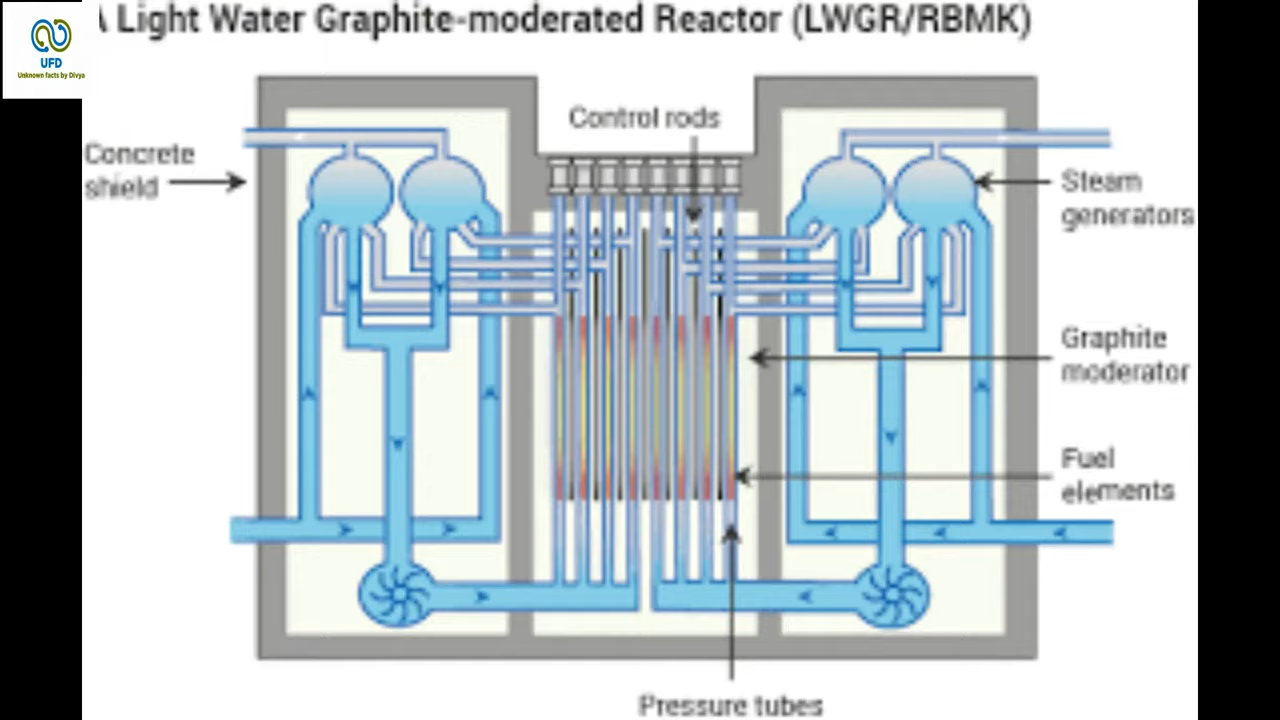 A Light Water Graphite-moderated Reactor (LWGR/RBMK)
UFD
Unknown facts by Divya
Control rods
Concrete
shield
Steam
generators
Graphite
moderator
Fuel
elements
Pressure tubes